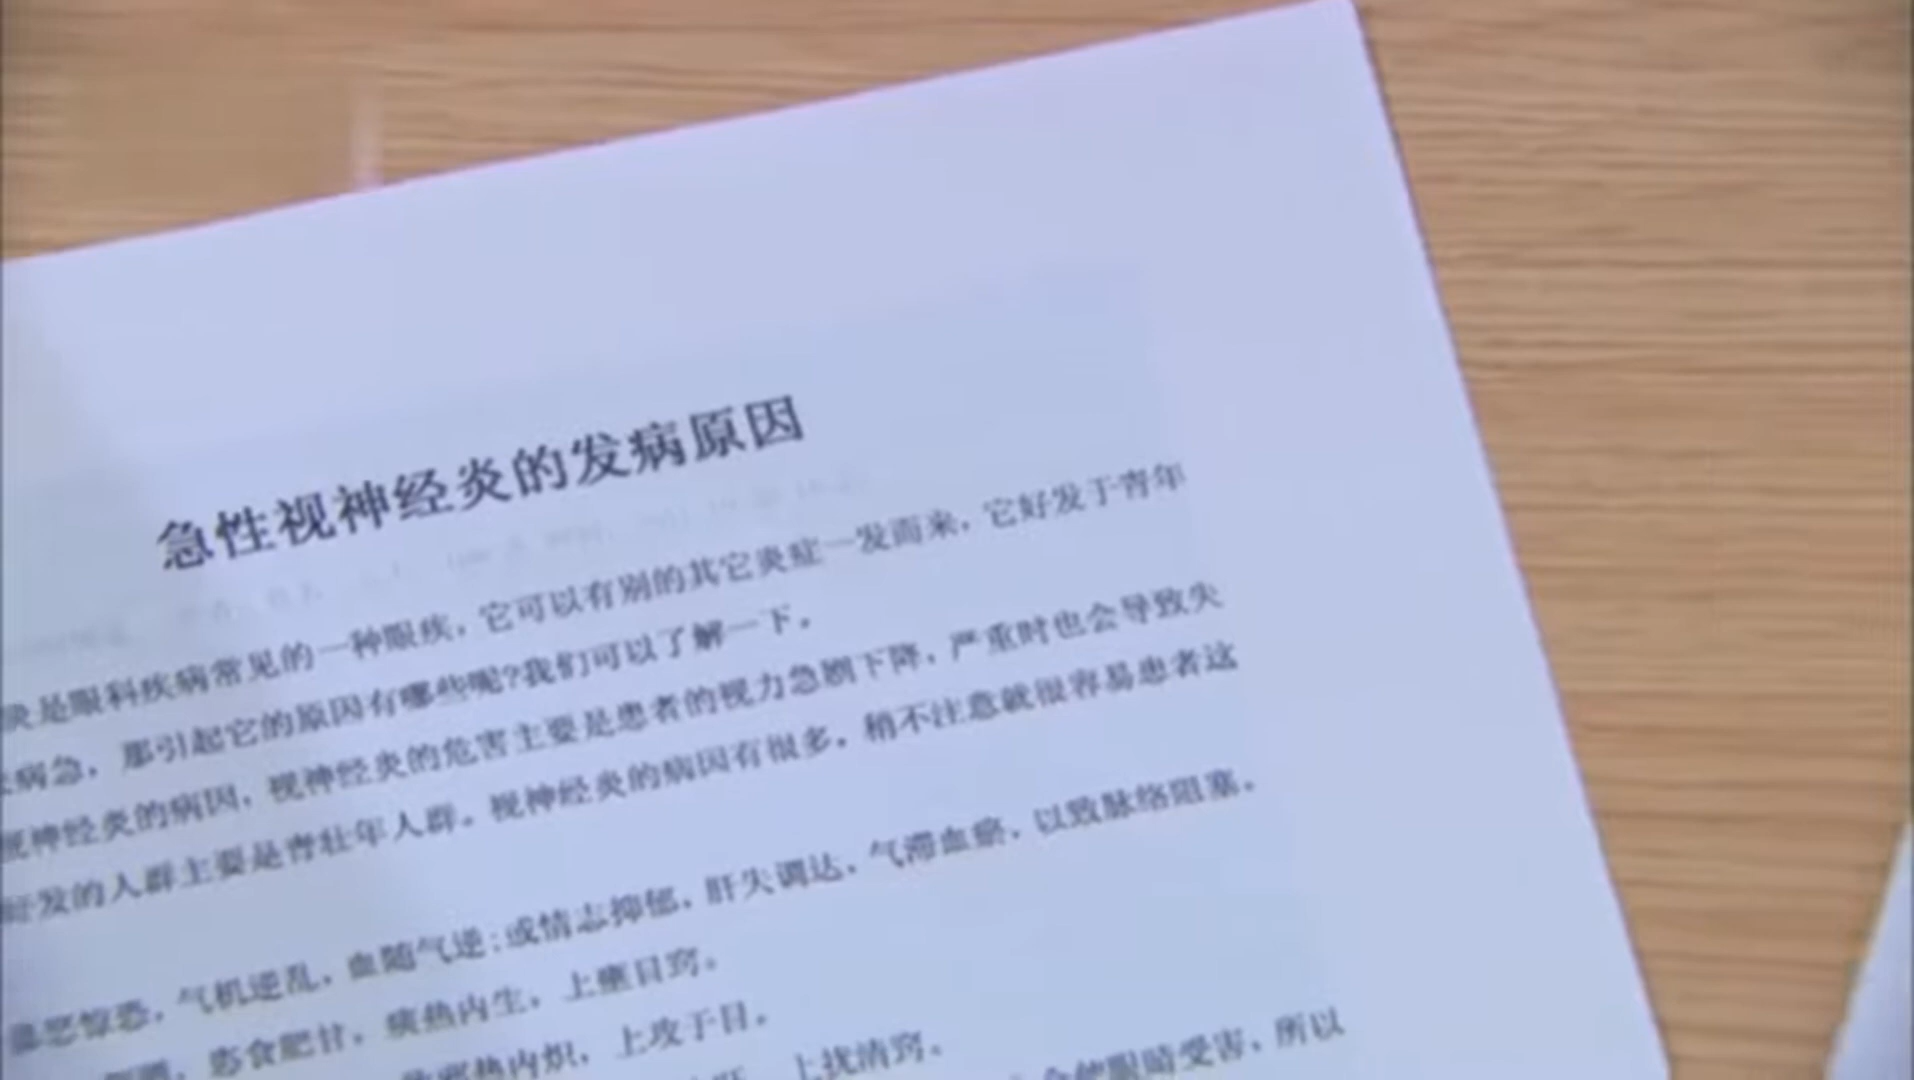 急性视神经炎的发病原因
炎是眼科疾病常见的一种眼疾，它可以有别的其它炎症一发而来，它好发于青年
病急，那引起它的原因有哪些呢?我们可以了解一下。
视神经炎的病因，视神经炎的危害主要是患者的视力急剧下降，严重时也会导致失
好发的人群主要是青壮年人群。视神经炎的病因有很多，稍不注意就很容易患者这
惊恐，气机逆乱，血随气逆;或情志抑郁，肝失调达，气滞血瘀，以致脉络阻塞。
恣食肥甘，痰热内生，上壅目窍。
热内炽，上攻于目。
上扰清窍。
眼睛受害，所以